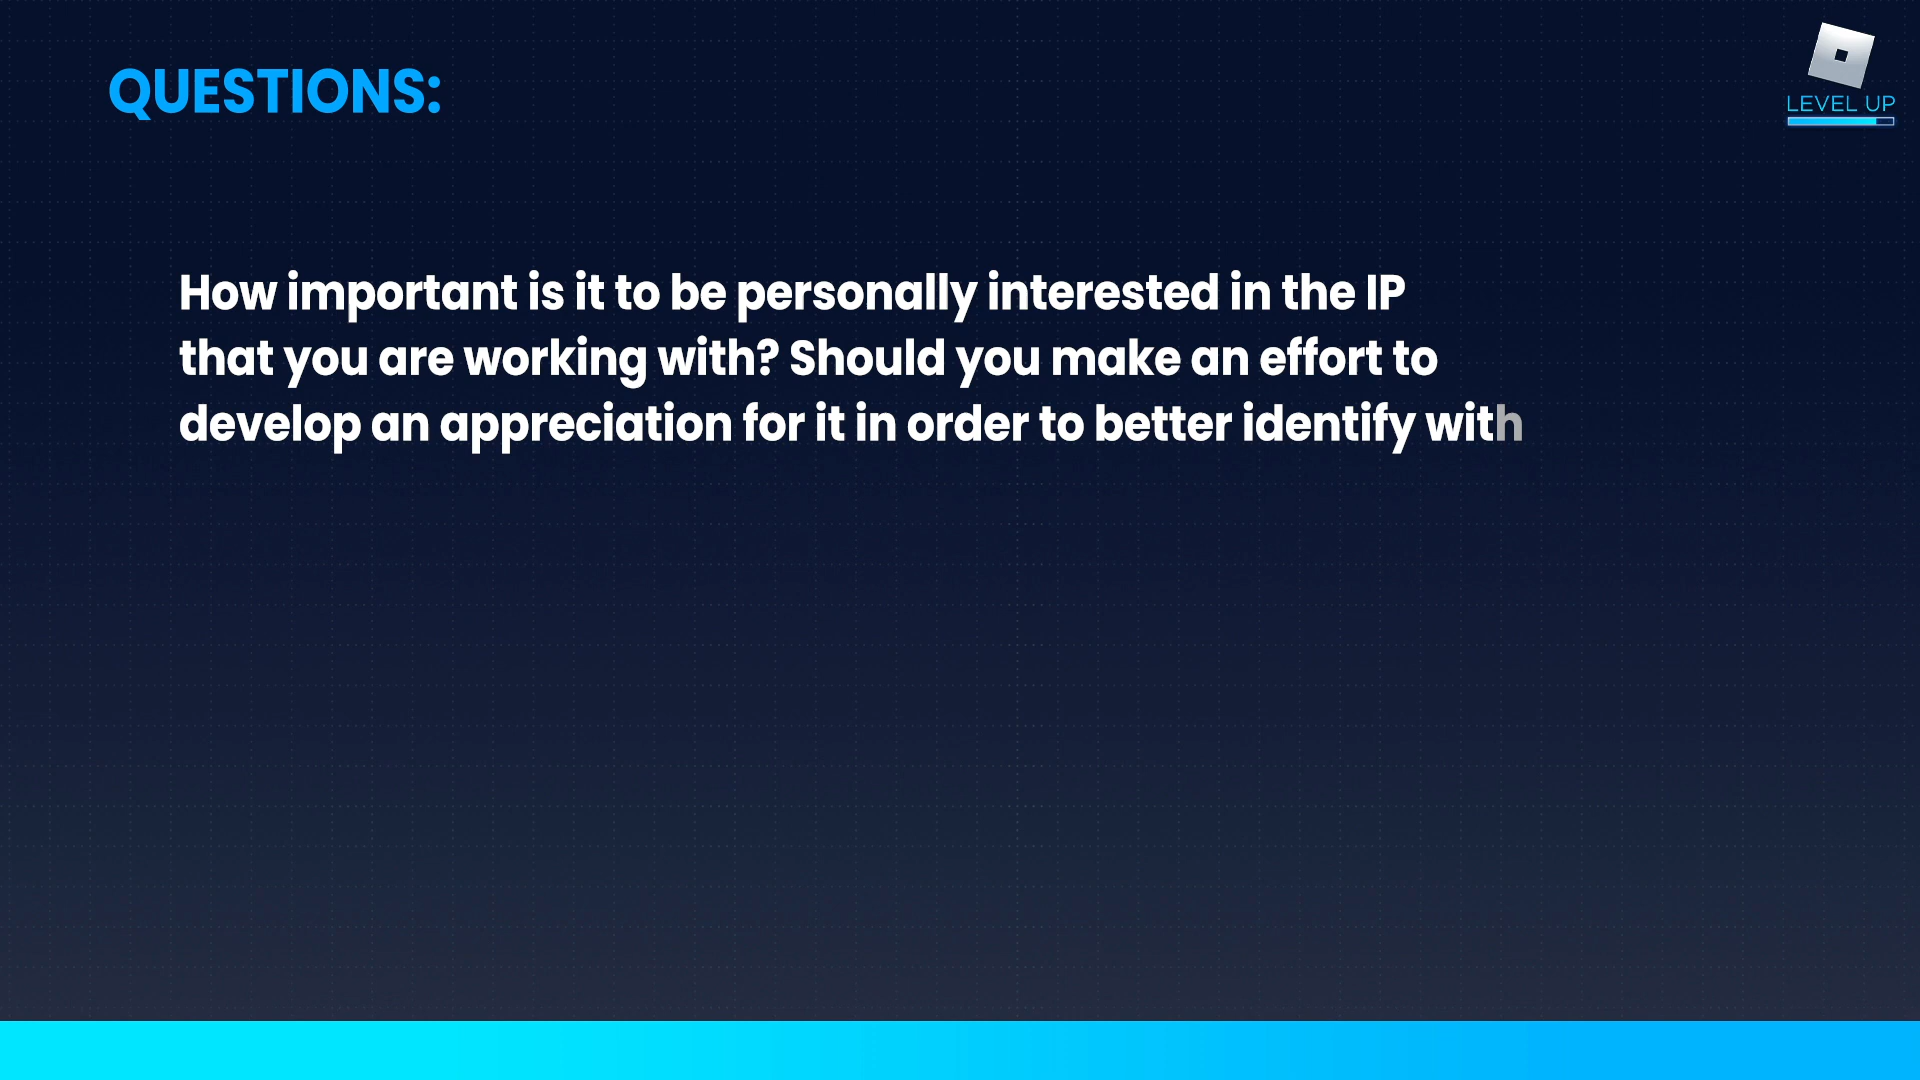 QUESTIONS:
LEVEL UP
How important is it to be personally interested in the IP
that you are working with? Should you make an effort to
develop an appreciation for it in order to better identify with